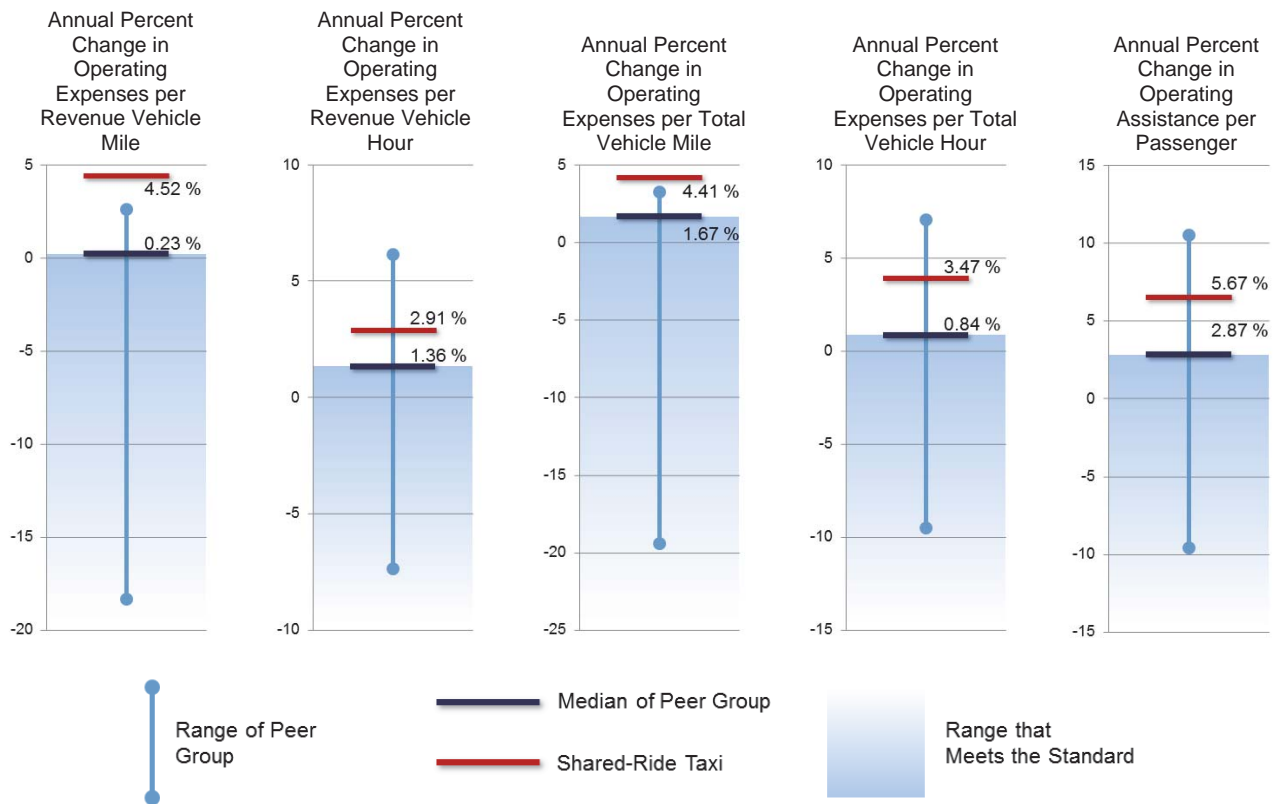 Annual Percent
Change in
Operating
Expenses per
Revenue Vehicle
Mile
5
4.52 %
0.23 %
0
-5
-10
-15
-20
Annual Percent
Change in
Operating
Expenses per
Revenue Vehicle
Hour
10
5
2.91 %
1.36 %
0
-5
-10
Annual Percent
Change in
Operating
Expenses per Total
Vehicle Mile
5
4.41 %
1.67 %
0
-5
-10
-15
-20
-25
Annual Percent
Change in
Operating
Expenses per Total
Vehicle Hour
10
5
3.47 %
0.84 %
0
-5
-10
-15
Annual Percent
Change in
Operating
Assistance per
Passenger
15
10
5.67 %
5
2.87 %
0
-5
-10
-15
Range of Peer
Group
Median of Peer Group
Shared-Ride Taxi
Range that
Meets the Standard